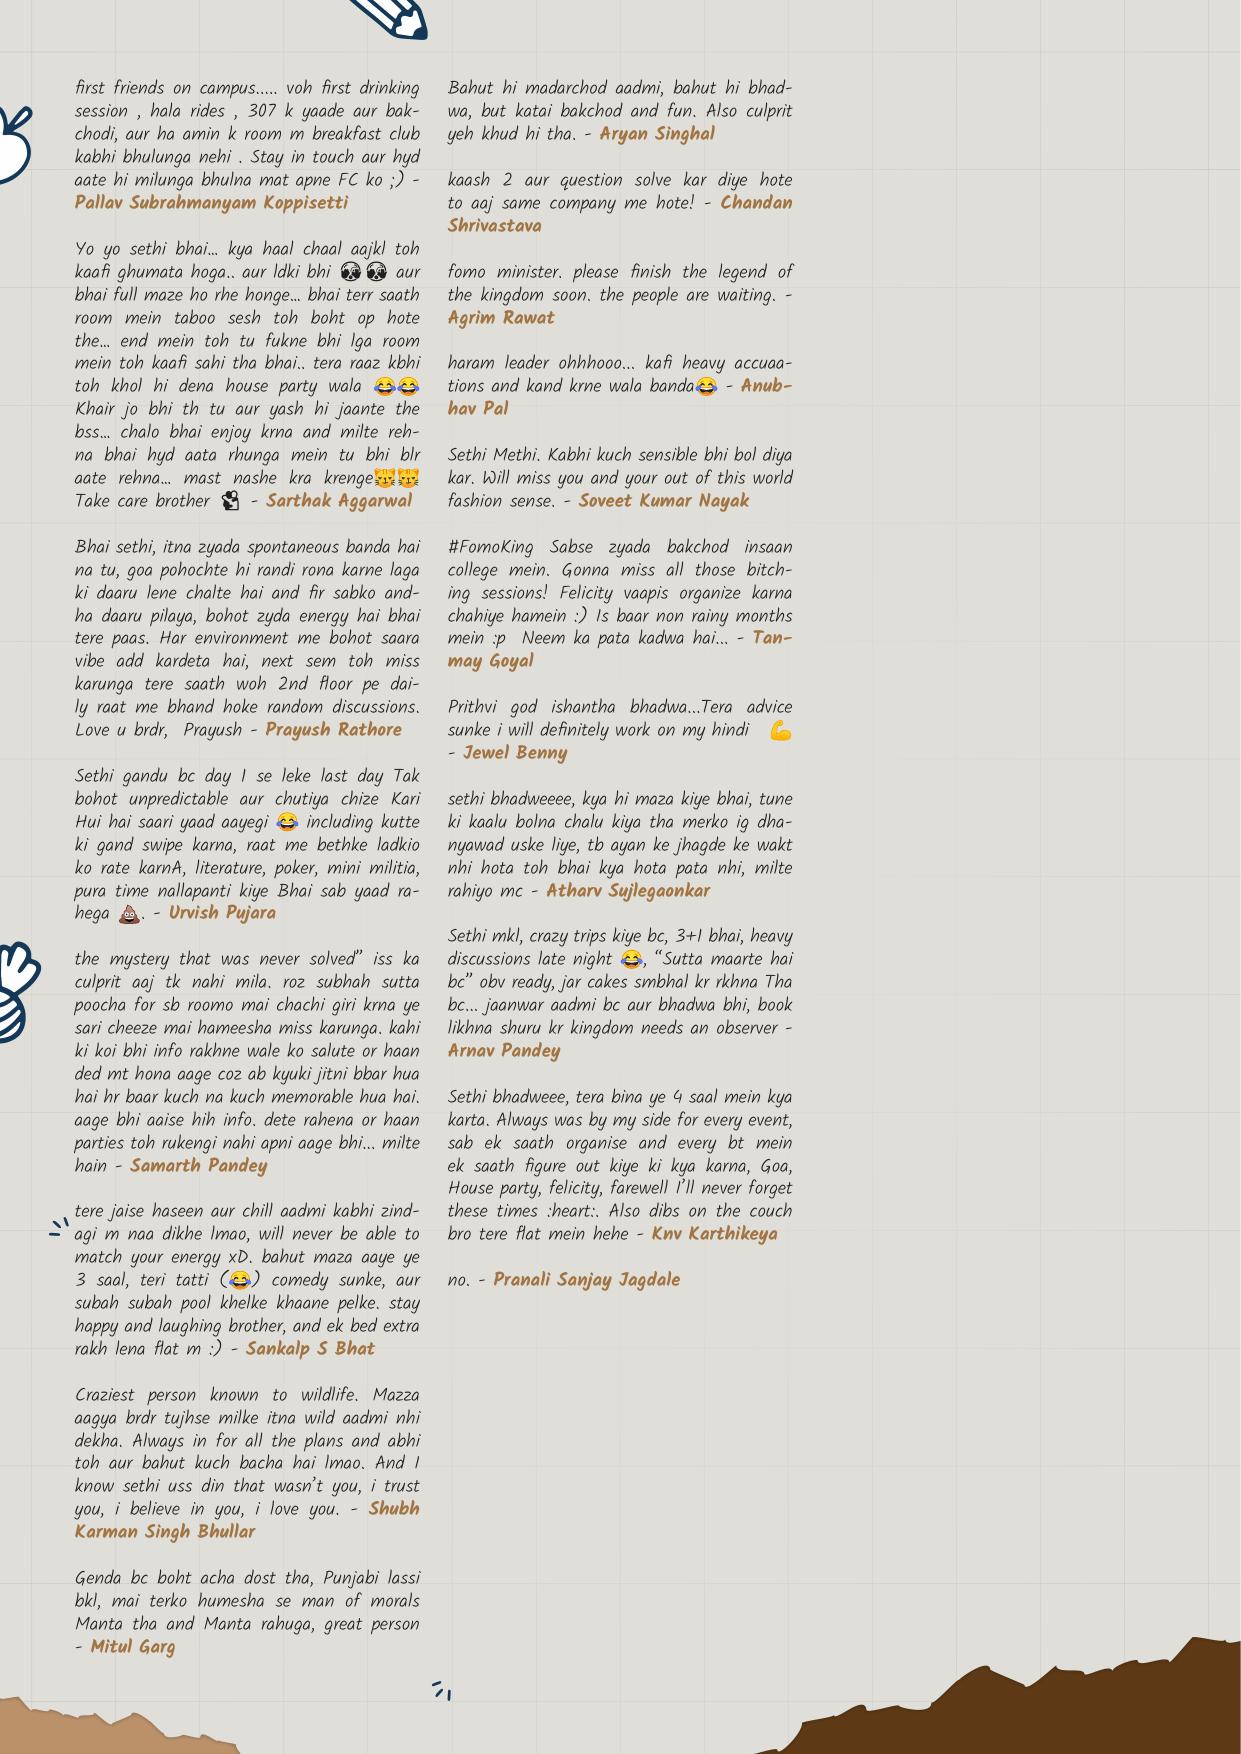 first friends on campus..... voh first drinking
session , hala rides , 307 k yaade aur bak-
chodi, aur ha amin k room m breakfast club
kabhi bhulunga nehi . Stay in touch aur hyd
aate hi milunga bhulna mat apne FC ko ;) -
Pallav Subrahmanyam Koppisetti
Yo yo sethi bhai... kya haal chaal aajkl toh
kaafi ghumata hoga.. aur ldki bhi 🌚🌚 aur
bhai full maze ho rhe honge... bhai terr saath
room mein taboo sesh toh boht op hote
the... end mein toh tu fukne bhi lga room
mein toh kaafi sahi tha bhai.. tera raaz kbhi
toh khol hi dena house party wala 😂😂
Khair jo bhi th tu aur yash hi jaante the
bss... chalo bhai enjoy krna and milte reh-
na bhai hyd aata rhunga mein tu bhi blr
aate rehna... mast nashe kra krenge😽😽
Take care brother 🫂 - Sarthak Aggarwal
Bhai sethi, itna zyada spontaneous banda hai
na tu, goa pohochte hi randi rona karne laga
ki daaru lene chalte hai and fir sabko and-
ha daaru pilaya, bohot zyda energy hai bhai
tere paas. Har environment me bohot saara
vibe add kardeta hai, next sem toh miss
karunga tere saath woh 2nd floor pe dai-
ly raat me bhand hoke random discussions.
Love u brdr,  Prayush - Prayush Rathore
Sethi gandu bc day 1 se leke last day Tak
bohot unpredictable aur chutiya chize Kari
Hui hai saari yaad aayegi 😂 including kutte
ki gand swipe karna, raat me bethke ladkio
ko rate karnA, literature, poker, mini militia,
pura time nallapanti kiye Bhai sab yaad ra-
hega 💩. - Urvish Pujara
the mystery that was never solved” iss ka
culprit aaj tk nahi mila. roz subhah sutta
poocha for sb roomo mai chachi giri krna ye
sari cheeze mai hameesha miss karunga. kahi
ki koi bhi info rakhne wale ko salute or haan
ded mt hona aage coz ab kyuki jitni bbar hua
hai hr baar kuch na kuch memorable hua hai.
aage bhi aaise hih info. dete rahena or haan
parties toh rukengi nahi apni aage bhi... milte
hain - Samarth Pandey
tere jaise haseen aur chill aadmi kabhi zind-
agi m naa dikhe lmao, will never be able to
match your energy xD. bahut maza aaye ye
3 saal, teri tatti (😂) comedy sunke, aur
subah subah pool khelke khaane pelke. stay
happy and laughing brother, and ek bed extra
rakh lena flat m :) - Sankalp S Bhat
Craziest person known to wildlife. Mazza
aagya brdr tujhse milke itna wild aadmi nhi
dekha. Always in for all the plans and abhi
toh aur bahut kuch bacha hai lmao. And I
know sethi uss din that wasn’t you, i trust
you, i believe in you, i love you. - Shubh
Karman Singh Bhullar
Genda bc boht acha dost tha, Punjabi lassi
bkl, mai terko humesha se man of morals
Manta tha and Manta rahuga, great person
- Mitul Garg
Bahut hi madarchod aadmi, bahut hi bhad-
wa, but katai bakchod and fun. Also culprit
yeh khud hi tha. - Aryan Singhal
kaash 2 aur question solve kar diye hote
to aaj same company me hote! - Chandan
Shrivastava
fomo minister. please finish the legend of
the kingdom soon. the people are waiting. -
Agrim Rawat
haram leader ohhhooo... kafi heavy accuaa-
tions and kand krne wala banda😂 - Anub-
hav Pal
Sethi Methi. Kabhi kuch sensible bhi bol diya
kar. Will miss you and your out of this world
fashion sense. - Soveet Kumar Nayak
#FomoKing Sabse zyada bakchod insaan
college mein. Gonna miss all those bitch-
ing sessions! Felicity vaapis organize karna
chahiye hamein :) Is baar non rainy months
mein :p  Neem ka pata kadwa hai... - Tan-
may Goyal
Prithvi god ishantha bhadwa...Tera advice
sunke i will definitely work on my hindi 💪
- Jewel Benny
sethi bhadweeee, kya hi maza kiye bhai, tune
ki kaalu bolna chalu kiya tha merko ig dha-
nyawad uske liye, tb ayan ke jhagde ke wakt
nhi hota toh bhai kya hota pata nhi, milte
rahiyo mc - Atharv Sujlegaonkar
Sethi mkl, crazy trips kiye bc, 3+1 bhai, heavy
discussions late night 😂, “Sutta maarte hai
bc” obv ready, jar cakes smbhal kr rkhna Tha
bc... jaanwar aadmi bc aur bhadwa bhi, book
likhna shuru kr kingdom needs an observer -
Arnav Pandey
Sethi bhadweee, tera bina ye 4 saal mein kya
karta. Always was by my side for every event,
sab ek saath organise and every bt mein
ek saath figure out kiye ki kya karna, Goa,
House party, felicity, farewell I’ll never forget
these times :heart:. Also dibs on the couch
bro tere flat mein hehe - Knv Karthikeya
no. - Pranali Sanjay Jagdale